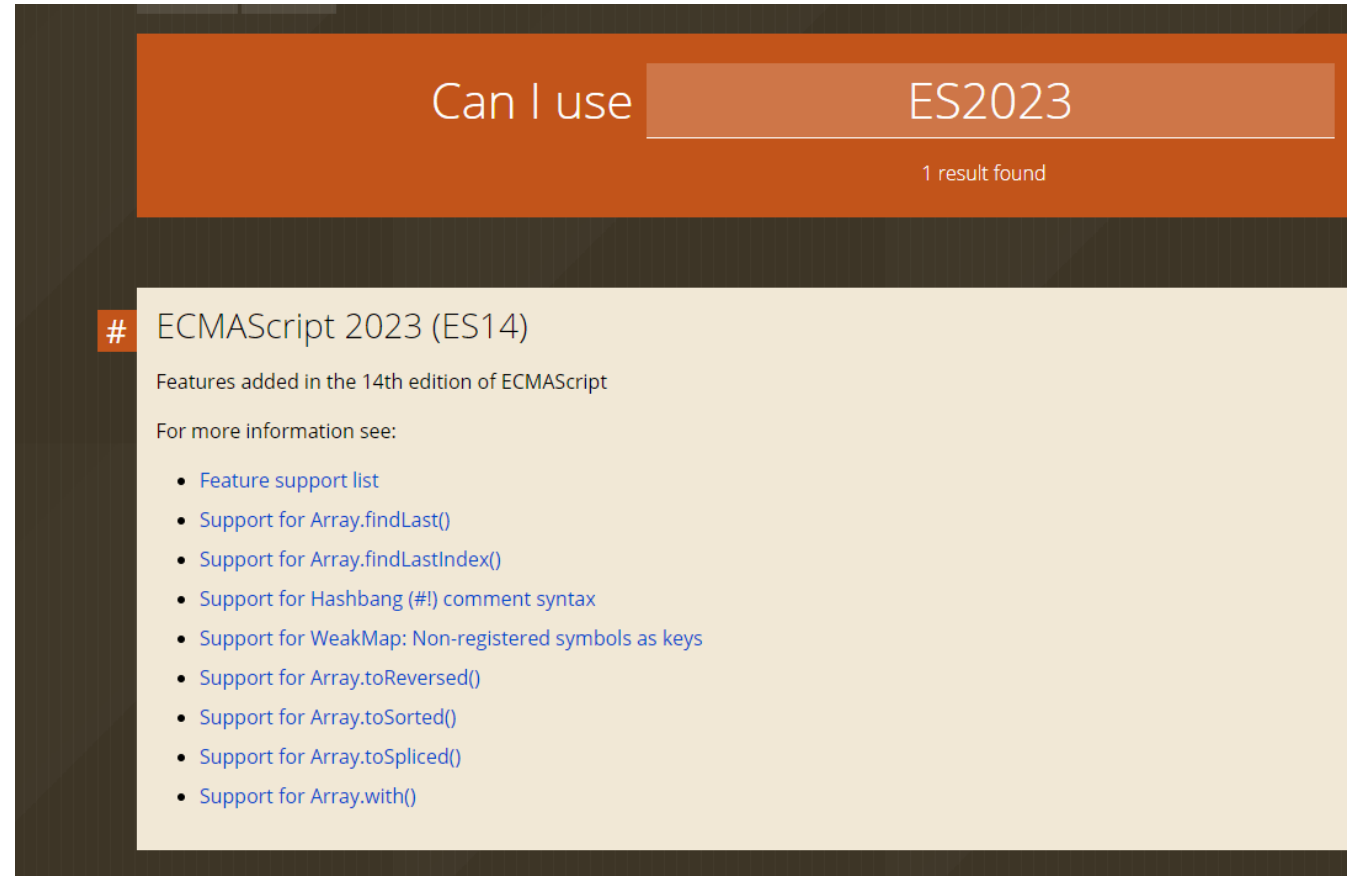 Can I use ES2023
1 result found
# ECMAScript 2023 (ES14)
Features added in the 14th edition of ECMAScript
For more information see:
• Feature support list
• Support for Array.findLast()
• Support for Array.findLastIndex()
• Support for Hashbang (#!) comment syntax
• Support for WeakMap: Non-registered symbols as keys
• Support for Array.toReversed()
• Support for Array.toSorted()
• Support for Array.toSpliced()
• Support for Array.with()